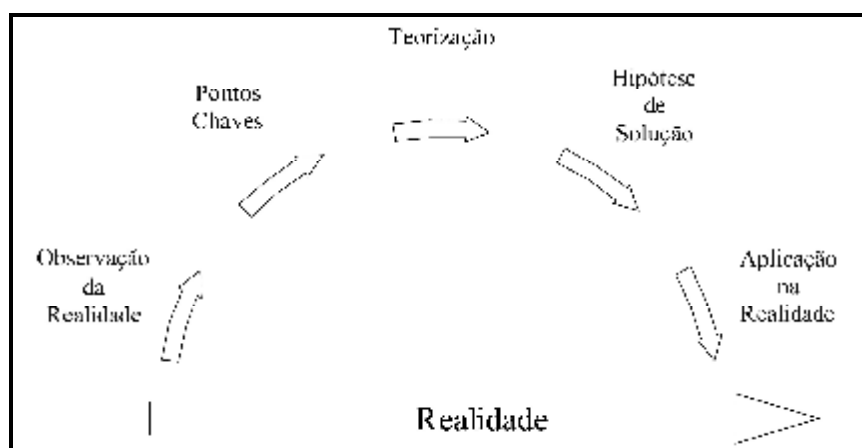 Teorização
Pontos
Chaves
Hipótese
de
Solução
Observação
da
Realidade
Aplicação
na
Realidade
Realidade